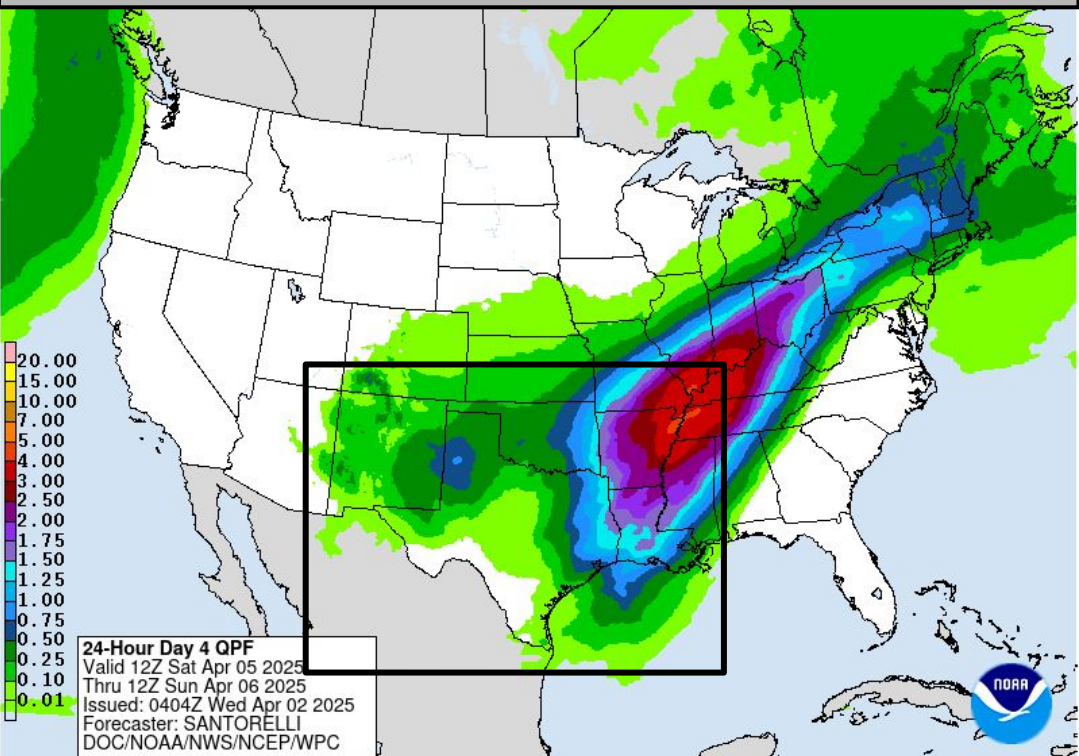 20.00
15.00
10.00
7.00
5.00
4.00
3.00
2.50
2.00
1.75
1.50
1.25
1.00
0.75
0.50
0.25
0.10
0.01
24-Hour Day 4 QPF
Valid 12Z Sat Apr 05 2025
Thru 12Z Sun Apr 06 2025
Issued: 0404Z Wed Apr 02 2025
Forecaster: SANTORELLI
DOC/NOAA/NWS/NCEP/WPC
NOAA